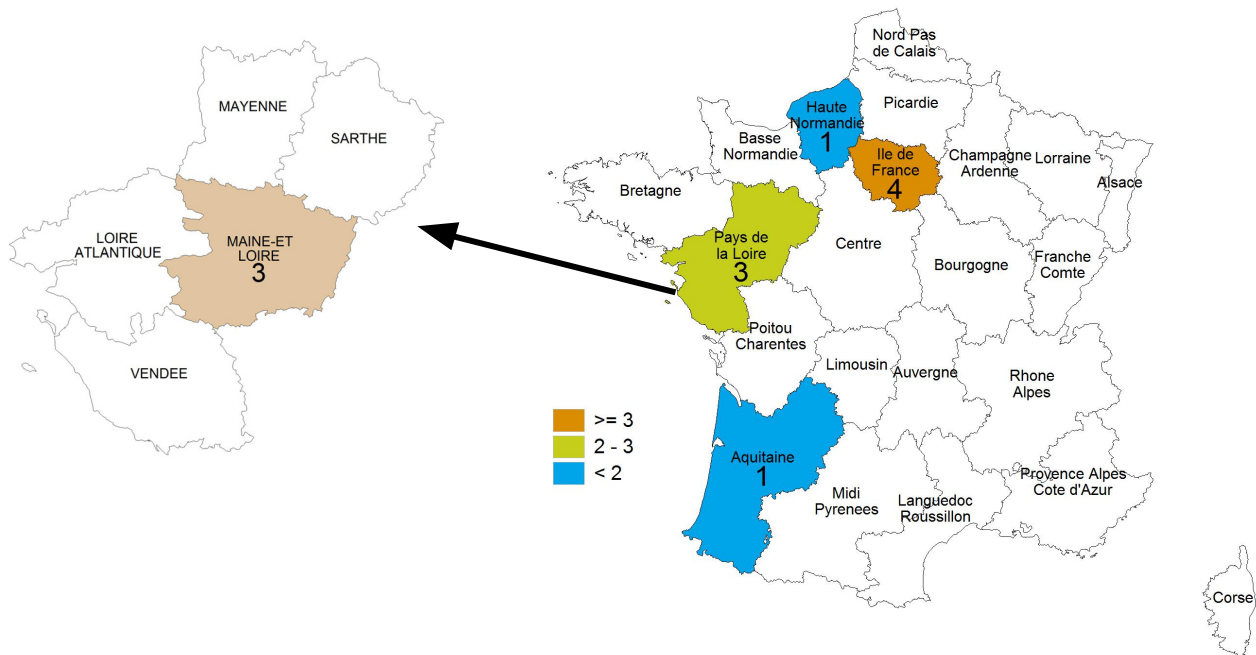 MAYENNE
SARTHE
LOIRE
ATLANTIQUE
MAINE-ET
LOIRE
3
VENDEE
Nord Pas
de Calais
Haute
Normandie
1
Picardie
Basse
Normandie
Ile de
France
4
Champagne
Ardenne
Lorraine
Alsace
Bretagne
Pays de
la Loire
3
Centre
Bourgogne
Franche
Comte
Poitou
Charentes
Limousin
Auvergne
Rhone
Alpes
>= 3
2 - 3
< 2
Aquitaine
1
Midi
Pyrenees
Languedoc
Roussillon
Provence Alpes
Cote d'Azur
Corse